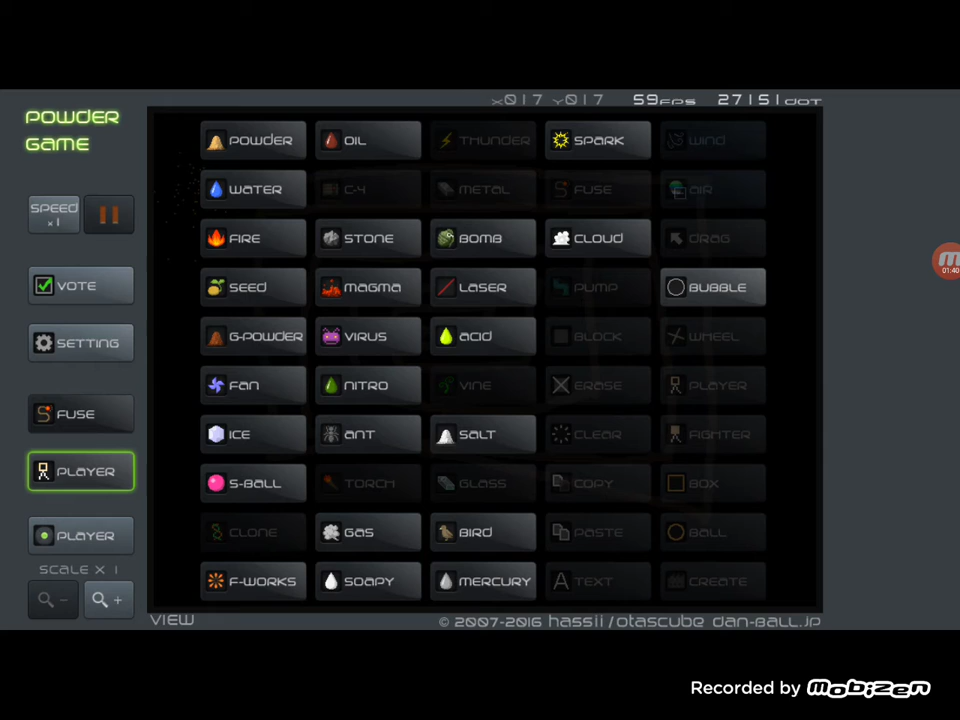 X017 Y017 59FPS 27151DOT
POWDER
GAME
POWDER OIL THUNDER SPARK WIND
SPEED
×1
WATER C-4 METAL FUSE AIR
FIRE STONE BOMB CLOUD DRAG
VOTE
SEED MAGMA LASER PUMP BUBBLE
SETTING
G-POWDER VIRUS ACID BLOCK WHEEL
FAN NITRO VINE ERASE PLAYER
FUSE
ICE ANT SALT CLEAR FIGHTER
PLAYER
S-BALL TORCH GLASS COPY BOX
PLAYER
CLONE GAS BIRD PASTE BALL
SCALE × 1
- +
F-WORKS SOAPY MERCURY A TEXT CREATE
VIEW
© 2007-2016 hassii/otascube dan-ball.jp
01:40
Recorded by mobizen